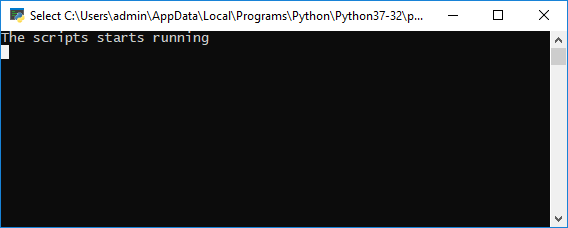 Select C:\Users\admin\AppData\Local\Programs\Python\Python37-32\p...
The scripts starts running